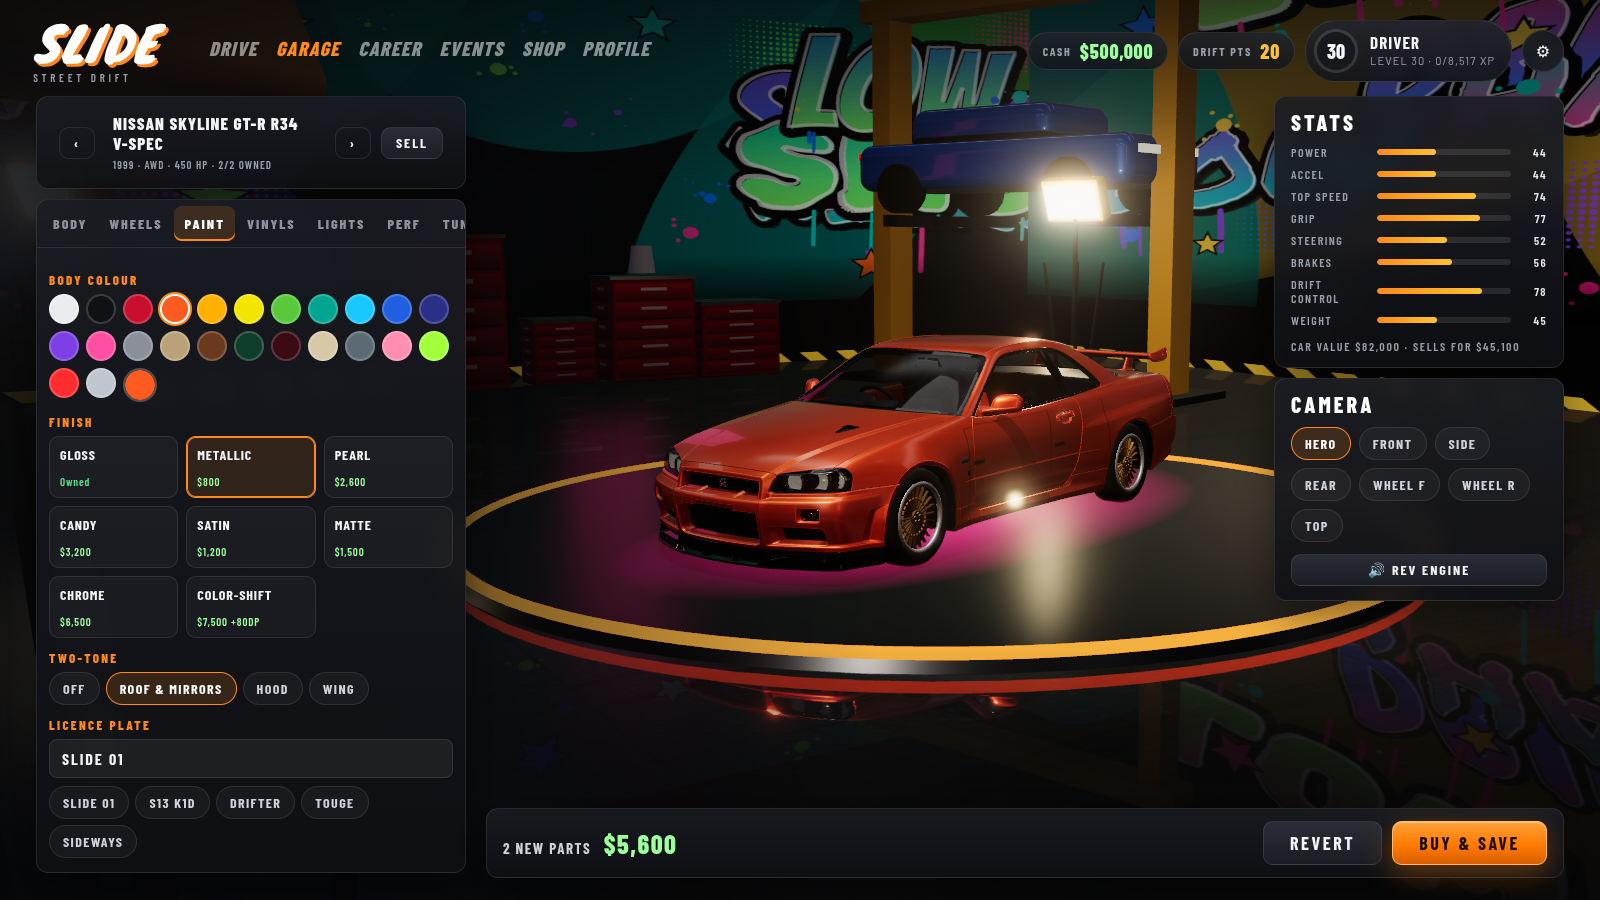 SLIDE
STREET DRIFT
DRIVE GARAGE CAREER EVENTS SHOP PROFILE
CASH $500,000
DRIFT PTS 20
30
DRIVER
LEVEL 30 · 0/8,517 XP
‹
NISSAN SKYLINE GT-R R34
V-SPEC
1999 · AWD · 450 HP · 2/2 OWNED
›
SELL
BODY WHEELS PAINT VINYLS LIGHTS PERF TUN
BODY COLOUR
FINISH
GLOSS
Owned
METALLIC
$800
PEARL
$2,600
CANDY
$3,200
SATIN
$1,200
MATTE
$1,500
CHROME
$6,500
COLOR-SHIFT
$7,500 +80DP
TWO-TONE
OFF ROOF & MIRRORS HOOD WING
LICENCE PLATE
SLIDE 01
SLIDE 01 S13 K1D DRIFTER TOUGE
SIDEWAYS
LOW
STATS
POWER 44
ACCEL 44
TOP SPEED 74
GRIP 77
STEERING 52
BRAKES 56
DRIFT
CONTROL 78
WEIGHT 45
CAR VALUE $82,000 · SELLS FOR $45,100
CAMERA
HERO FRONT SIDE
REAR WHEEL F WHEEL R
TOP
REV ENGINE
2 NEW PARTS $5,600
REVERT
BUY & SAVE